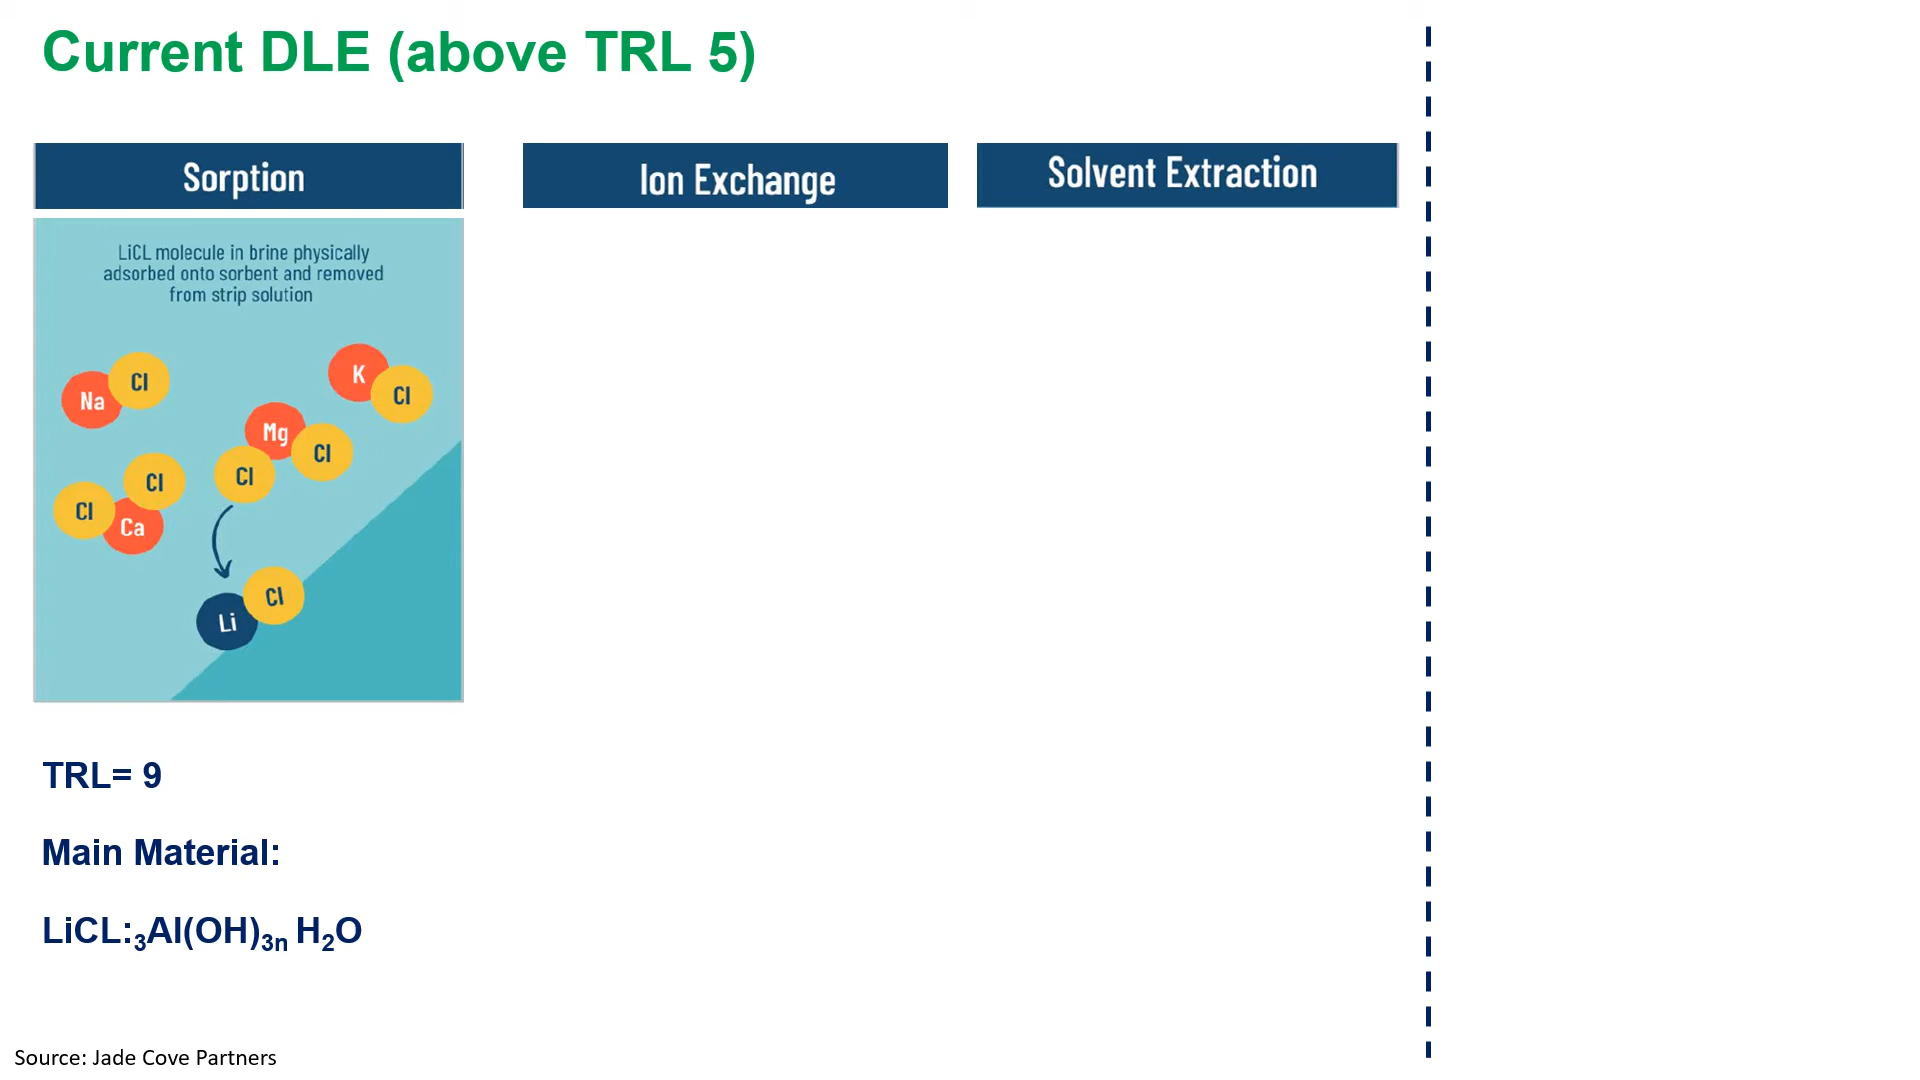 Current DLE (above TRL 5)
Sorption
Ion Exchange
Solvent Extraction
LiCL molecule in brine physically
adsorbed onto sorbent and removed
from strip solution
Na Cl
K Cl
Mg Cl Cl
Cl Cl Ca
Li Cl
TRL= 9
Main Material:
LiCL:₃Al(OH)₃ₙ H₂O
Source: Jade Cove Partners